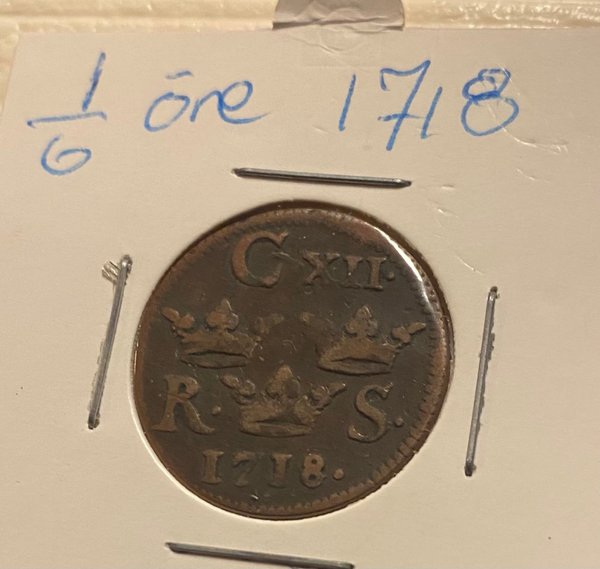 1/6 öre 1718
C XII·
R· S·
1718·